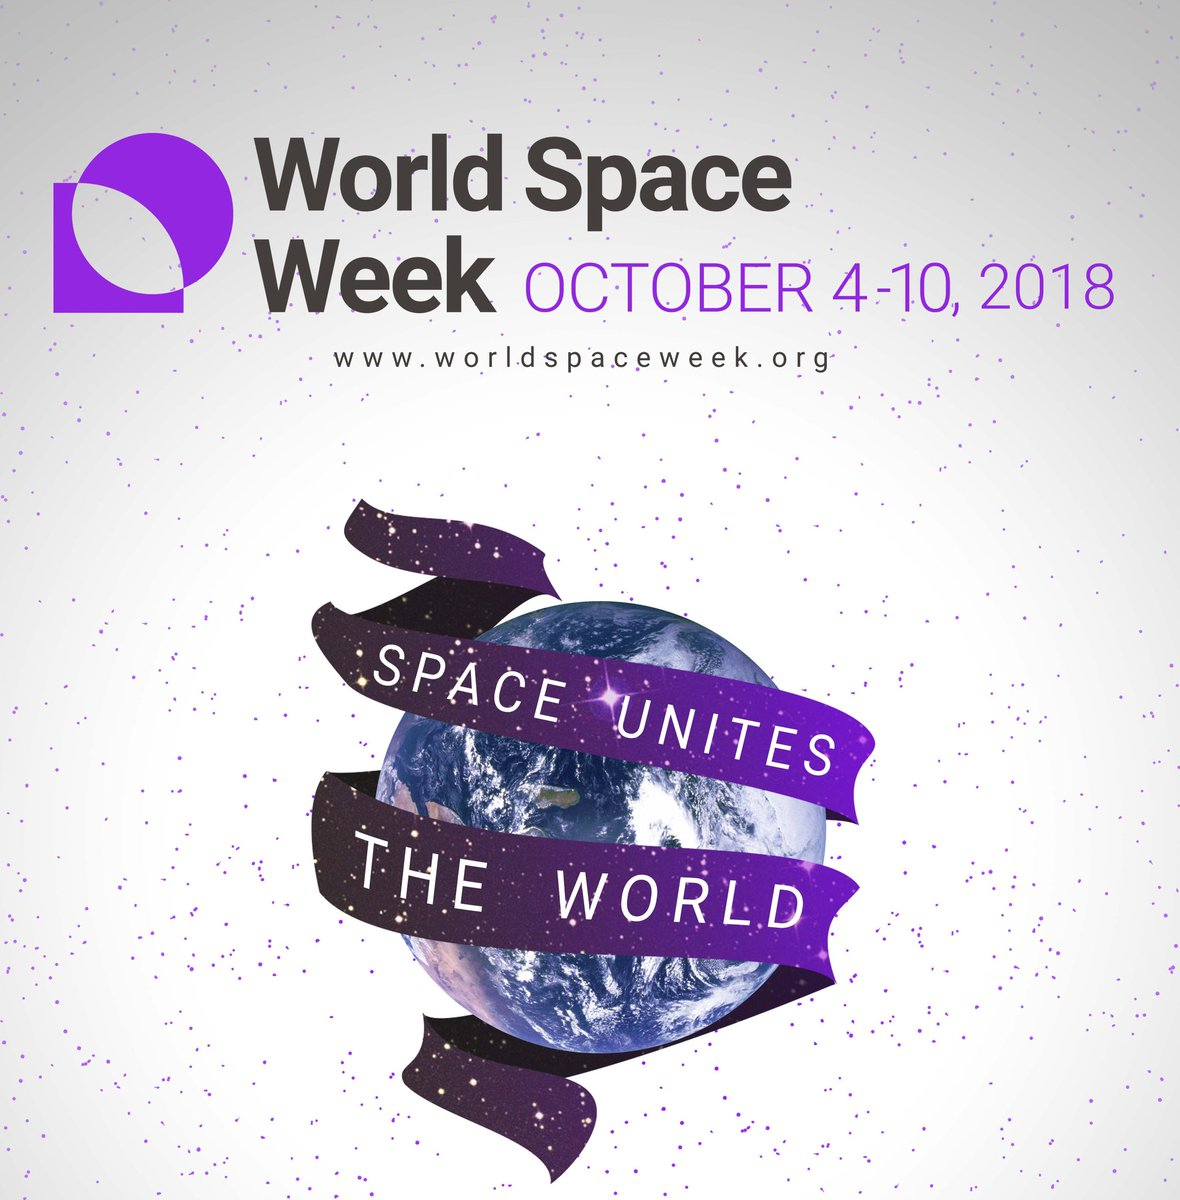 World Space
Week OCTOBER 4-10, 2018
www.worldspaceweek.org
SPACE UNITES
THE WORLD